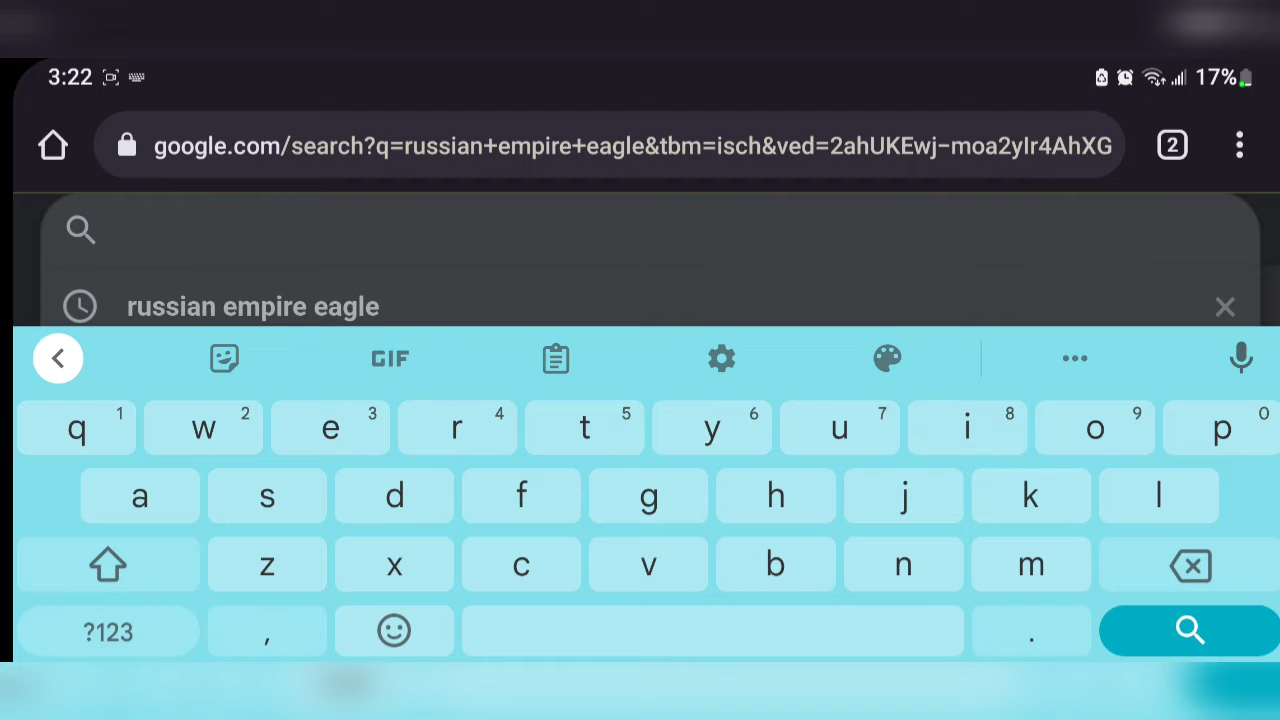 3:22 17%
google.com/search?q=russian+empire+eagle&tbm=isch&ved=2ahUKEwj-moa2yIr4AhXG 2
russian empire eagle
GIF
q 1 w 2 e 3 r 4 t 5 y 6 u 7 i 8 o 9 p 0
a s d f g h j k l
z x c v b n m
?123 , .